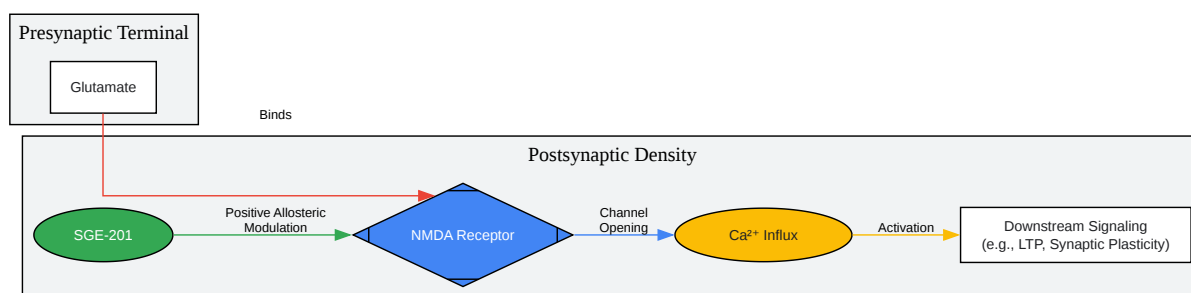 Presynaptic Terminal
Glutamate
Binds
Postsynaptic Density
SGE-201
Positive Allosteric
Modulation
NMDA Receptor
Channel
Opening
Ca²⁺ Influx
Activation
Downstream Signaling
(e.g., LTP, Synaptic Plasticity)